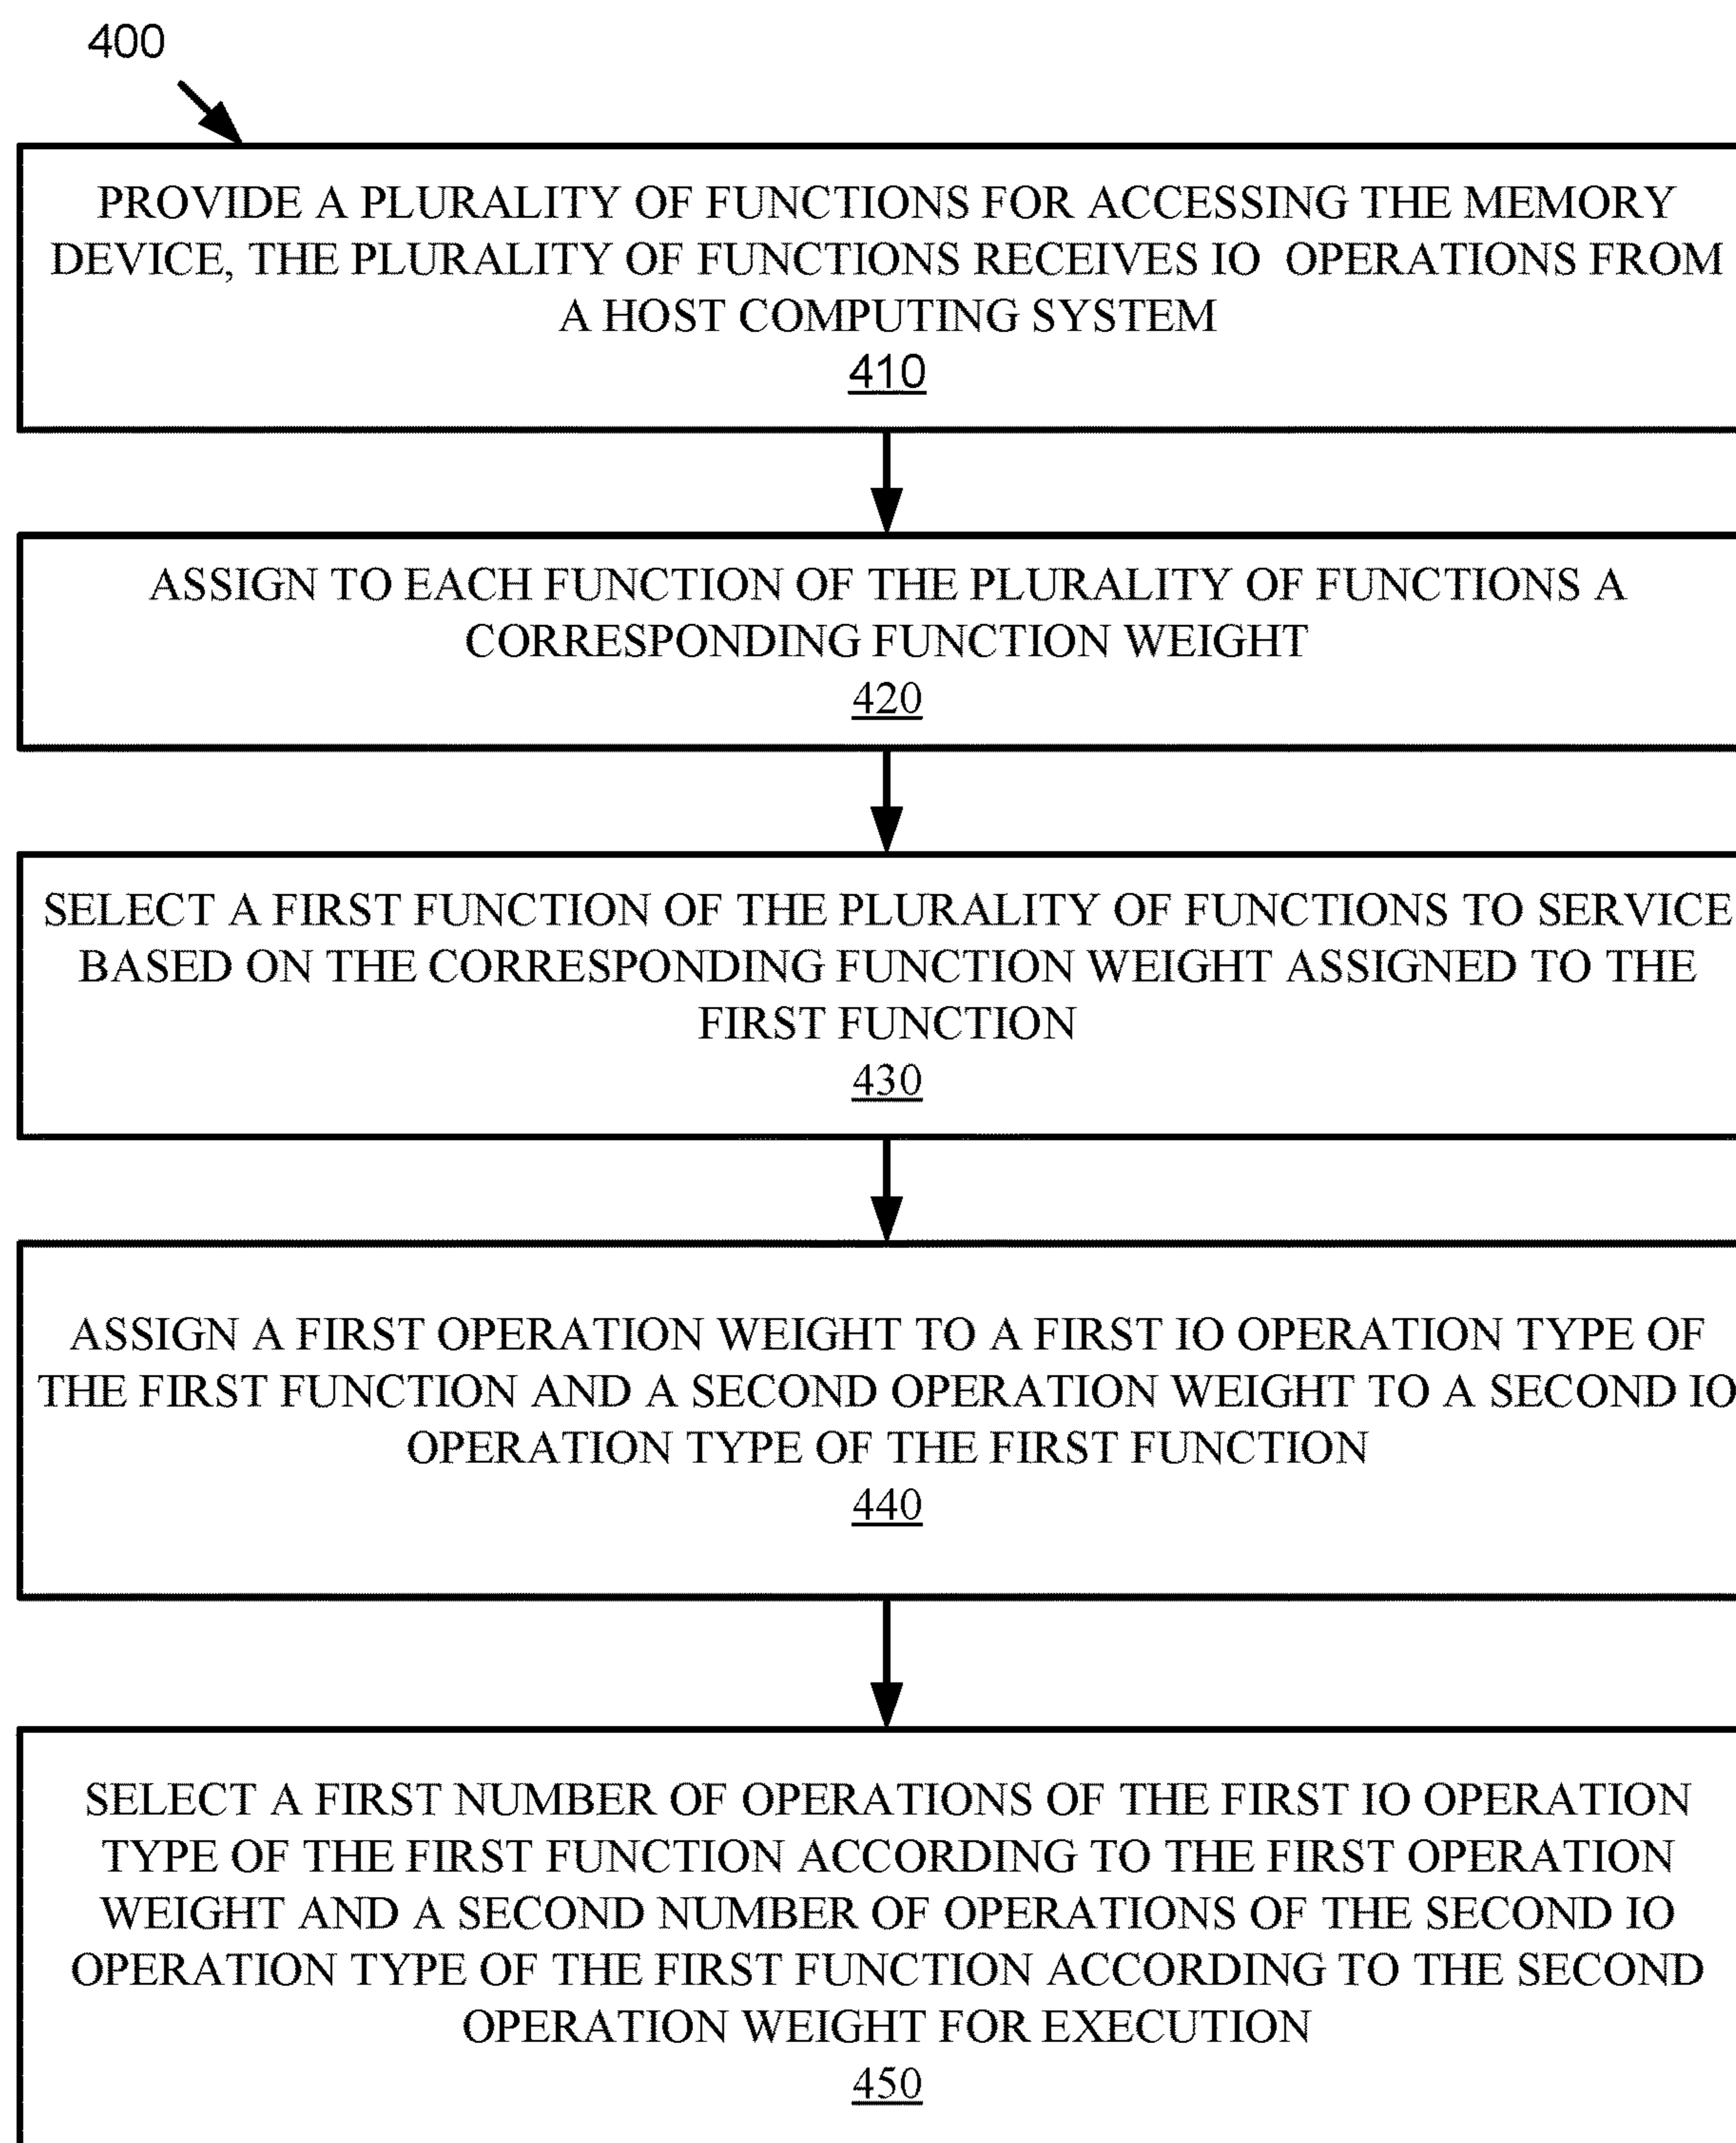 400
PROVIDE A PLURALITY OF FUNCTIONS FOR ACCESSING THE MEMORY
DEVICE, THE PLURALITY OF FUNCTIONS RECEIVES IO OPERATIONS FROM
A HOST COMPUTING SYSTEM
410
ASSIGN TO EACH FUNCTION OF THE PLURALITY OF FUNCTIONS A
CORRESPONDING FUNCTION WEIGHT
420
SELECT A FIRST FUNCTION OF THE PLURALITY OF FUNCTIONS TO SERVICE
BASED ON THE CORRESPONDING FUNCTION WEIGHT ASSIGNED TO THE
FIRST FUNCTION
430
ASSIGN A FIRST OPERATION WEIGHT TO A FIRST IO OPERATION TYPE OF
THE FIRST FUNCTION AND A SECOND OPERATION WEIGHT TO A SECOND IO
OPERATION TYPE OF THE FIRST FUNCTION
440
SELECT A FIRST NUMBER OF OPERATIONS OF THE FIRST IO OPERATION
TYPE OF THE FIRST FUNCTION ACCORDING TO THE FIRST OPERATION
WEIGHT AND A SECOND NUMBER OF OPERATIONS OF THE SECOND IO
OPERATION TYPE OF THE FIRST FUNCTION ACCORDING TO THE SECOND
OPERATION WEIGHT FOR EXECUTION
450